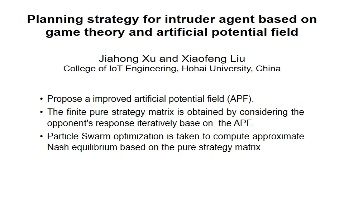 Planning strategy for intruder agent based on
game theory and artificial potential field
Jiahong Xu and Xiaofeng Liu
College of IoT Engineering, Hohai University, China
• Propose a improved artificial potential field (APF).
• The finite pure strategy matrix is obtained by considering the
opponent's response iteratively base on the APF.
• Particle Swarm optimization is taken to compute approximate
Nash equilibrium based on the pure strategy matrix